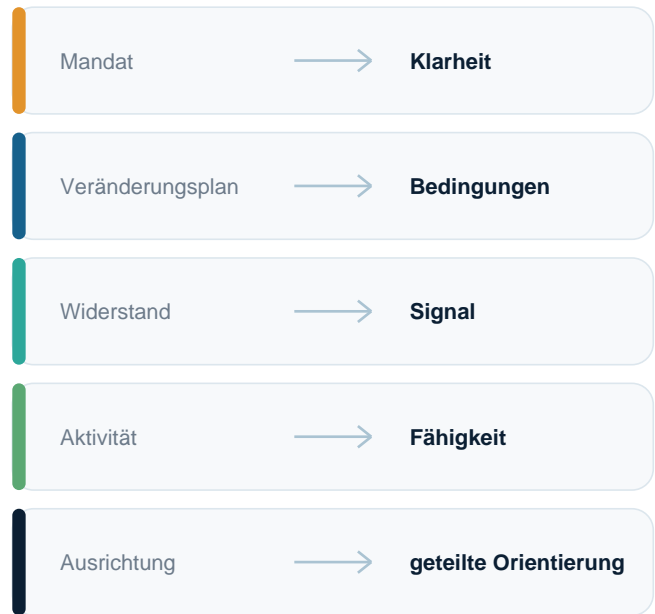 Mandat → Klarheit
Veränderungsplan → Bedingungen
Widerstand → Signal
Aktivität → Fähigkeit
Ausrichtung → geteilte Orientierung